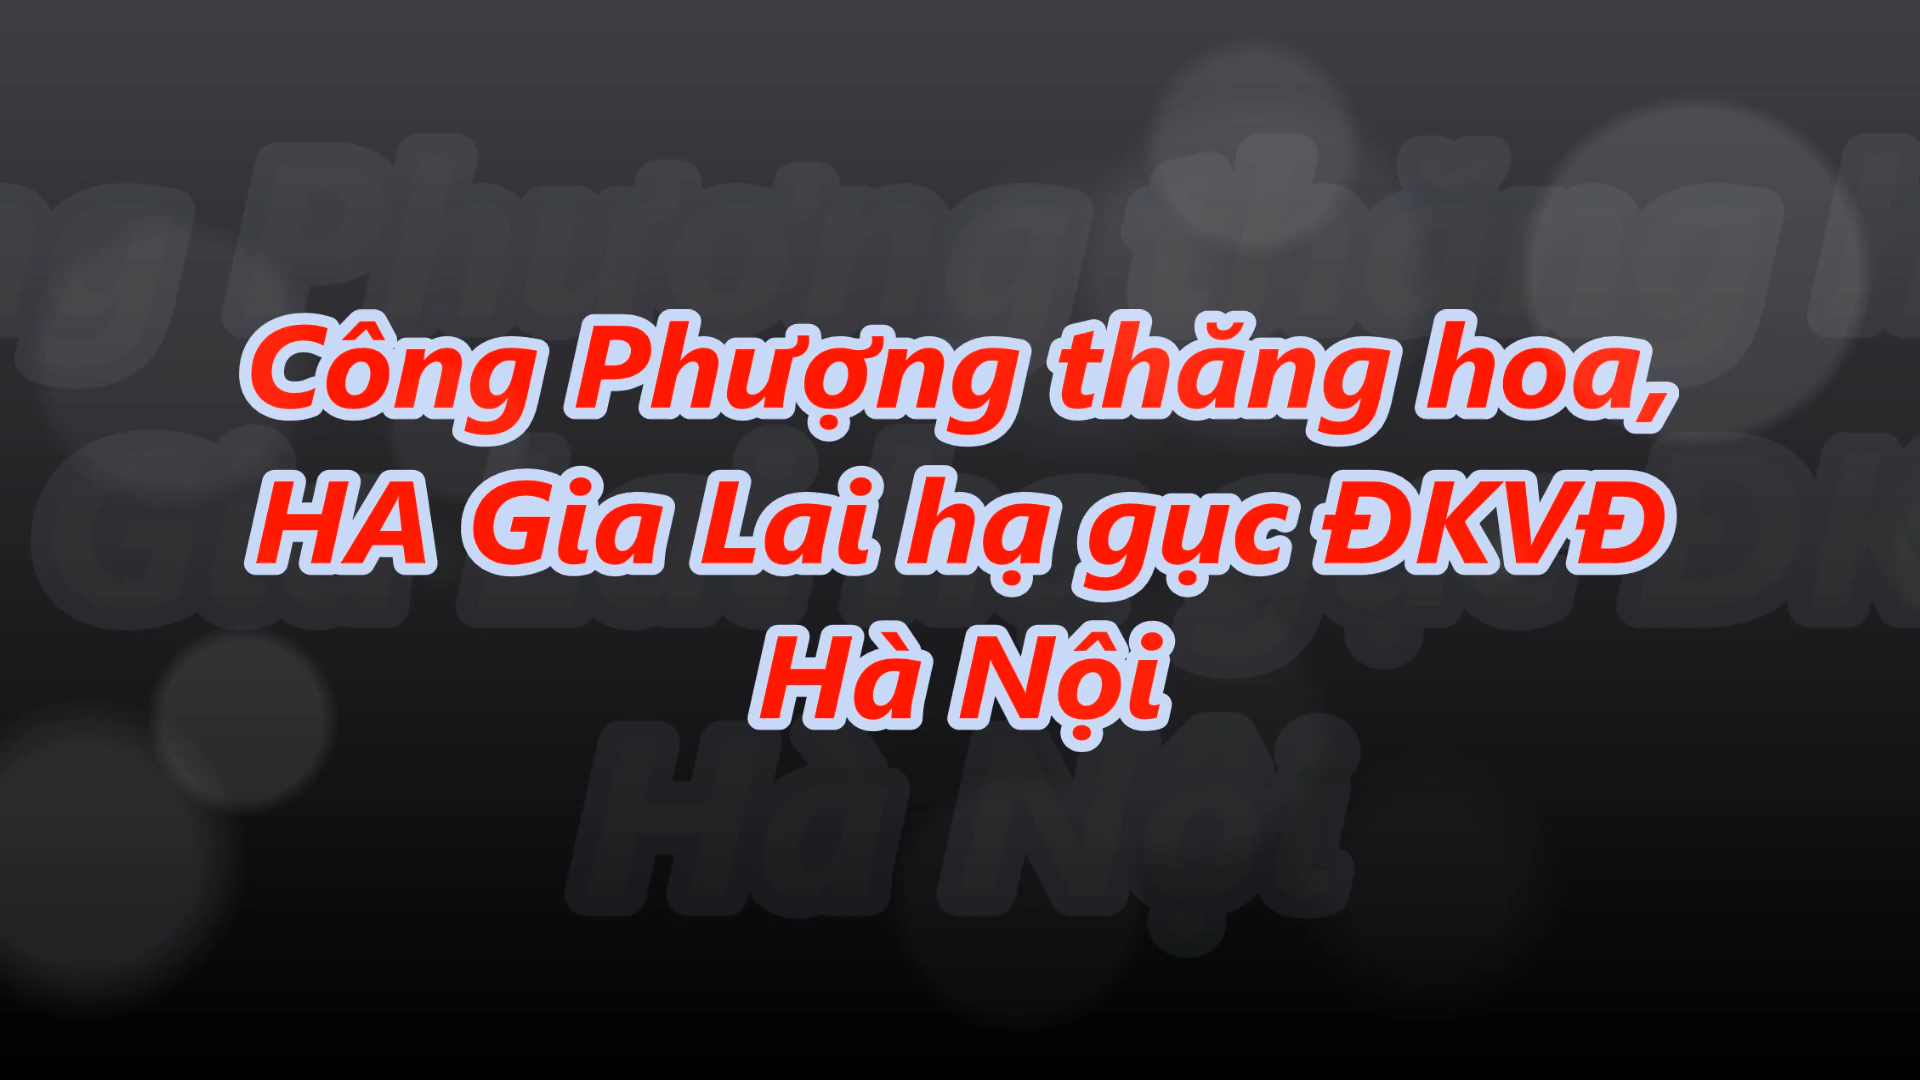 Công Phượng thăng hoa,
HA Gia Lai hạ gục ĐKVĐ
Hà Nội